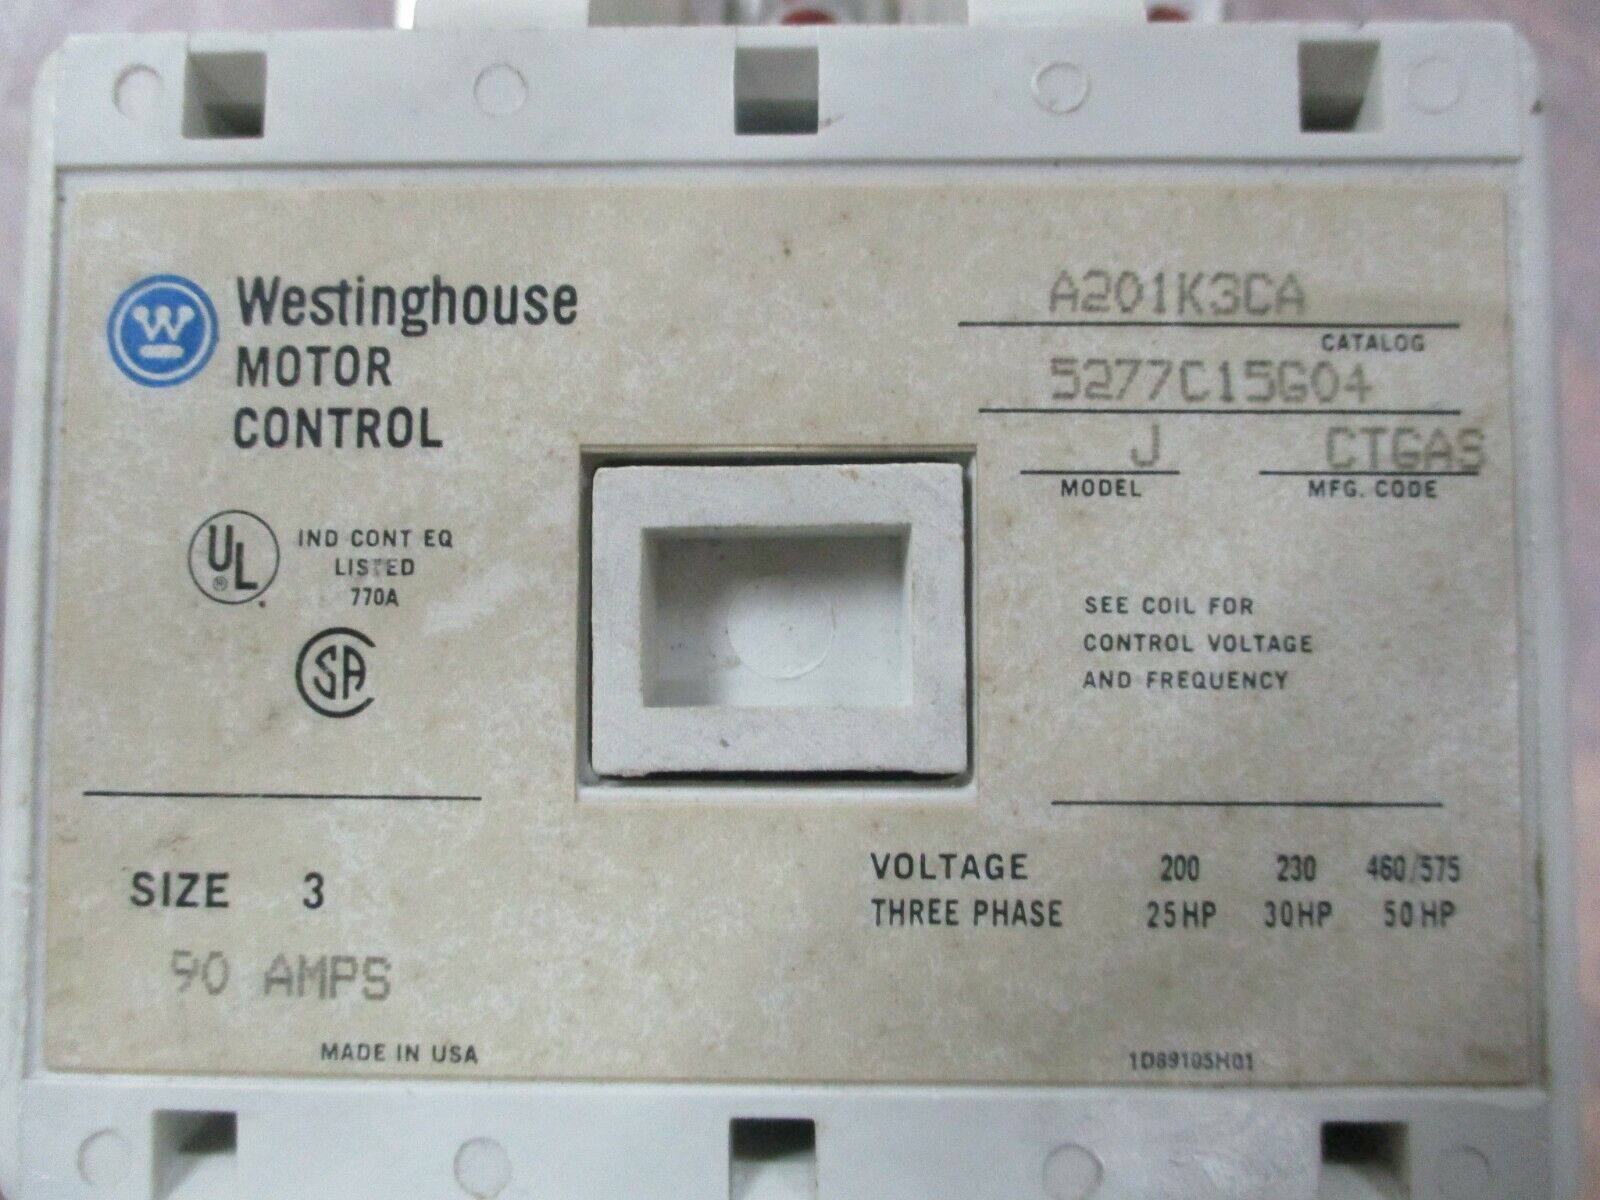 W
Westinghouse
MOTOR
CONTROL
A201K3CA
CATALOG
5277C15G04
J CTGAS
MODEL MFG. CODE
UL ® IND CONT EQ
LISTED
770A
CSA
SEE COIL FOR
CONTROL VOLTAGE
AND FREQUENCY
SIZE 3
90 AMPS
VOLTAGE 200 230 460/575
THREE PHASE 25HP 30HP 50HP
MADE IN USA
1D89105H01